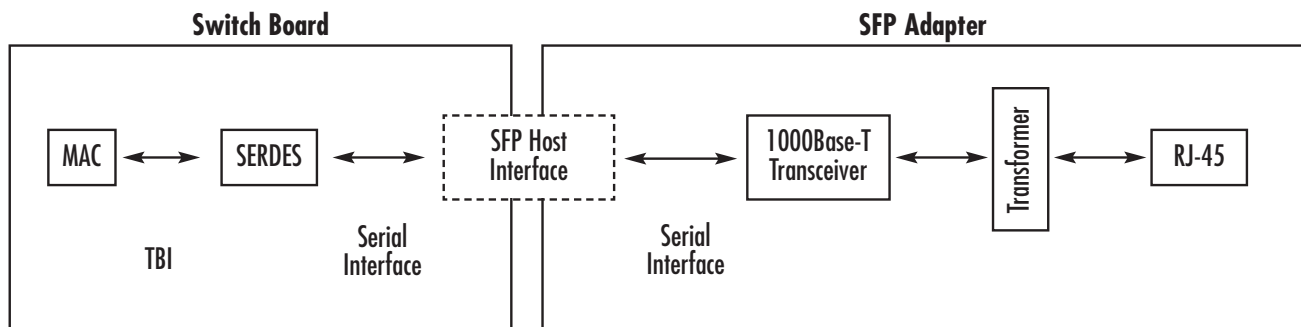 Switch Board
SFP Adapter
MAC
SERDES
SFP Host
Interface
1000Base-T
Transceiver
Transformer
RJ-45
TBI
Serial
Interface
Serial
Interface